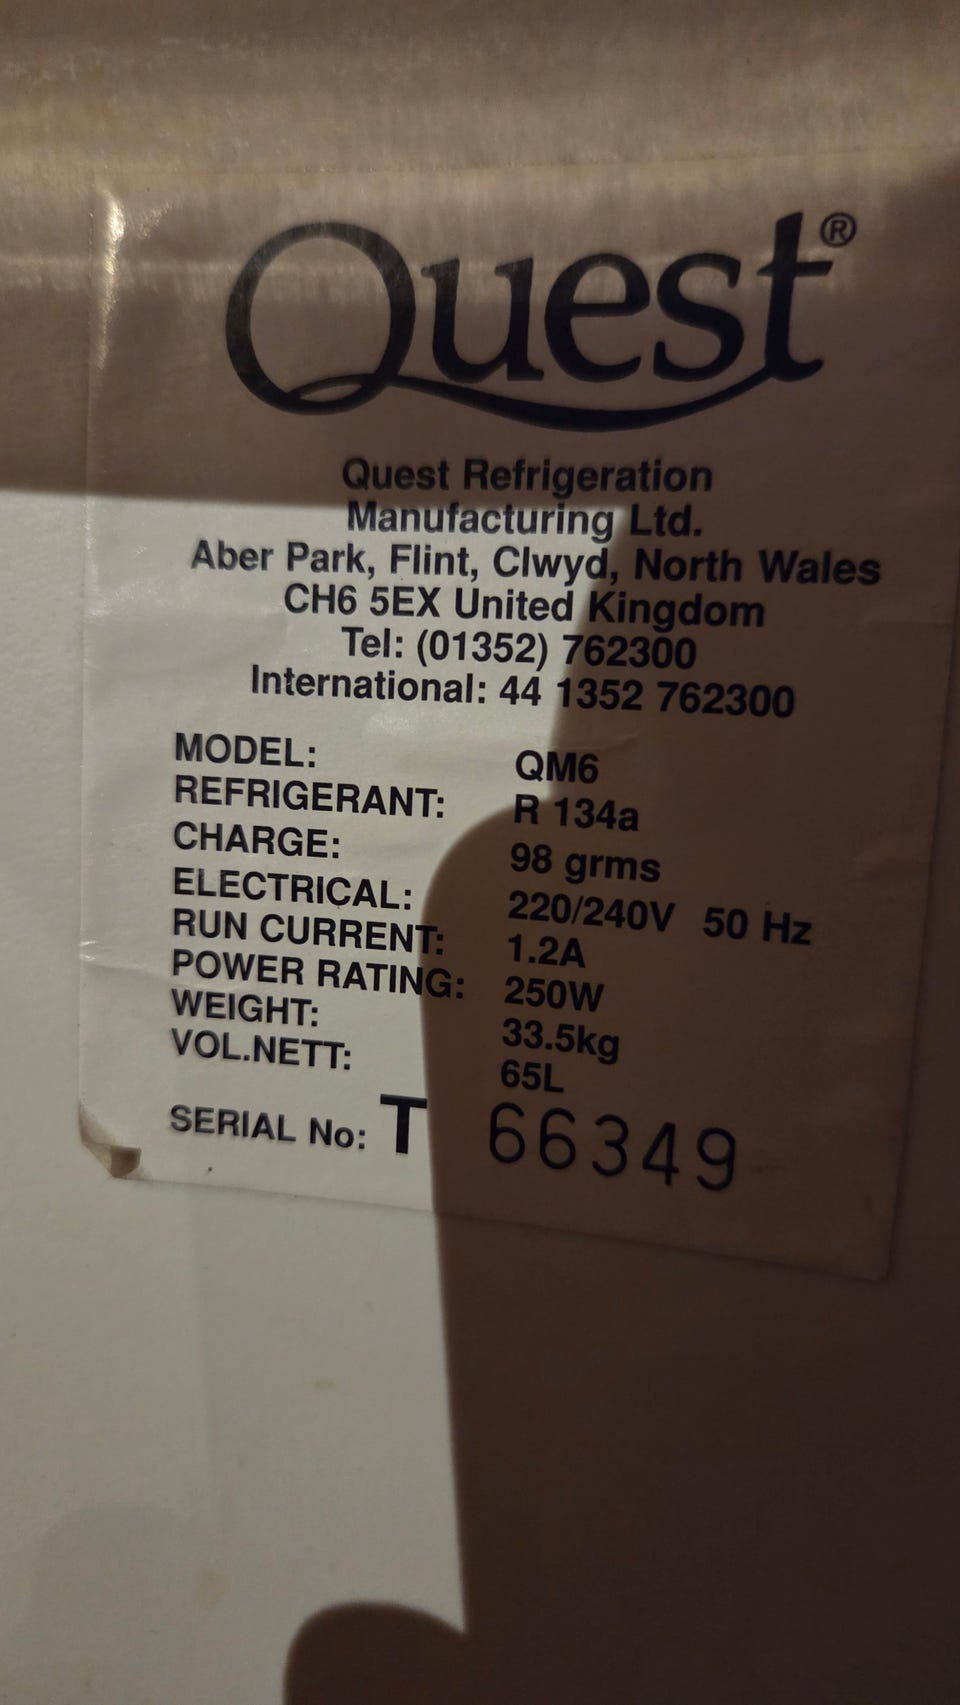 Quest®
Quest Refrigeration
Manufacturing Ltd.
Aber Park, Flint, Clwyd, North Wales
CH6 5EX United Kingdom
Tel: (01352) 762300
International: 44 1352 762300
MODEL: QM6
REFRIGERANT: R 134a
CHARGE: 98 grms
ELECTRICAL: 220/240V 50 Hz
RUN CURRENT: 1.2A
POWER RATING: 250W
WEIGHT: 33.5kg
VOL.NETT: 65L
SERIAL No: T 66349